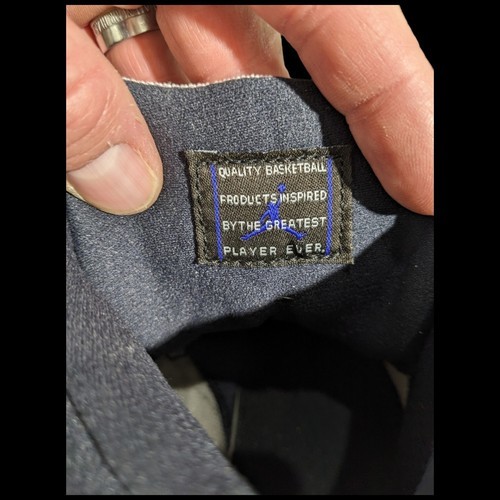 QUALITY BASKETBALL
PRODUCTS INSPIRED
BY THE GREATEST
PLAYER EVER.